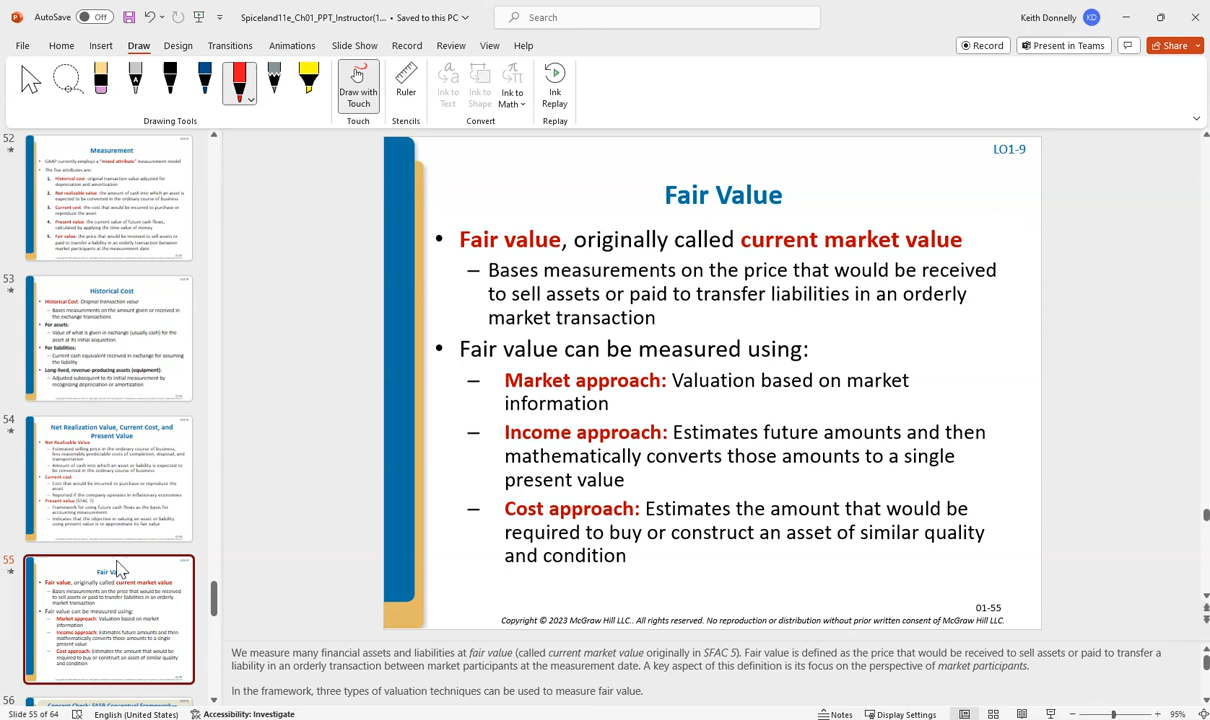 AutoSave
Off
Spiceland11e_Ch01_PPT_Instructor(1... • Saved to this PC
Search
Keith Donnelly
KD
File
Home
Insert
Draw
Design
Transitions
Animations
Slide Show
Record
Review
View
Help
Record
Present in Teams
Share
Draw with
Touch
Ruler
Ink to
Text
Ink to
Shape
Ink to
Math
Ink
Replay
Drawing Tools
Touch
Stencils
Convert
Replay
52
Measurement
GAAP currently employs a "mixed attribute" measurement model
The five attributes are:
1. Historical cost: original transaction value adjusted for
depreciation and amortization
2. Net realizable value: the amount of cash into which an asset is
expected to be converted in the ordinary course of business
3. Current cost: the cost that would be incurred to purchase or
reproduce the asset
4. Present value: the current value of future cash flows,
calculated by applying the time value of money
5. Fair value: the price that would be received to sell assets or
paid to transfer a liability in an orderly transaction between
market participants at the measurement date
53
Historical Cost
Historical Cost: Original transaction value
– Bases measurements on the amount given or received in
the exchange transactions
For assets:
– Value of what is given in exchange (usually cash) for the
asset at its initial acquisition
For liabilities:
– Current cash equivalent received in exchange for assuming
the liability
Long-lived, revenue-producing assets (equipment):
– Adjusted subsequent to its initial measurement by
recognizing depreciation or amortization
54
Net Realization Value, Current Cost, and
Present Value
Net Realizable Value
– Estimated selling price in the ordinary course of business,
less reasonably predictable costs of completion, disposal, and
transportation
– Amount of cash into which an asset or liability is expected to
be converted in the ordinary course of business
Current cost
– Cost that would be incurred to purchase or reproduce the
asset
– Reported if the company operates in inflationary economies
Present value (SFAC 7)
– Framework for using future cash flows as the basis for
accounting measurement
– Indicates that the objective in valuing an asset or liability
using present value is to approximate its fair value
55
Fair
Fair value, originally called current market value
– Bases measurements on the price that would be received
to sell assets or paid to transfer liabilities in an orderly
market transaction
Fair value can be measured using:
– Market approach: Valuation based on market
information
– Income approach: Estimates future amounts and then
mathematically converts those amounts to a single
present value
– Cost approach: Estimates the amount that would be
required to buy or construct an asset of similar quality
and condition
56
Concept Check: FASB Conceptual Framework—
LO1-9
Fair Value
• Fair value, originally called current market value
– Bases measurements on the price that would be received
to sell assets or paid to transfer liabilities in an orderly
market transaction
• Fair value can be measured using:
– Market approach: Valuation based on market
information
– Income approach: Estimates future amounts and then
mathematically converts those amounts to a single
present value
– Cost approach: Estimates the amount that would be
required to buy or construct an asset of similar quality
and condition
01-55
Copyright © 2023 McGraw Hill LLC.. All rights reserved. No reproduction or distribution without prior written consent of McGraw Hill LLC.
We measure many financial assets and liabilities at fair value (called current market value originally in SFAC 5). Fair value is defined as the price that would be received to sell assets or paid to transfer a
liability in an orderly transaction between market participants at the measurement date. A key aspect of this definition is its focus on the perspective of market participants.
In the framework, three types of valuation techniques can be used to measure fair value.
Slide 55 of 64
English (United States)
Accessibility: Investigate
Notes
Display Settings
95%